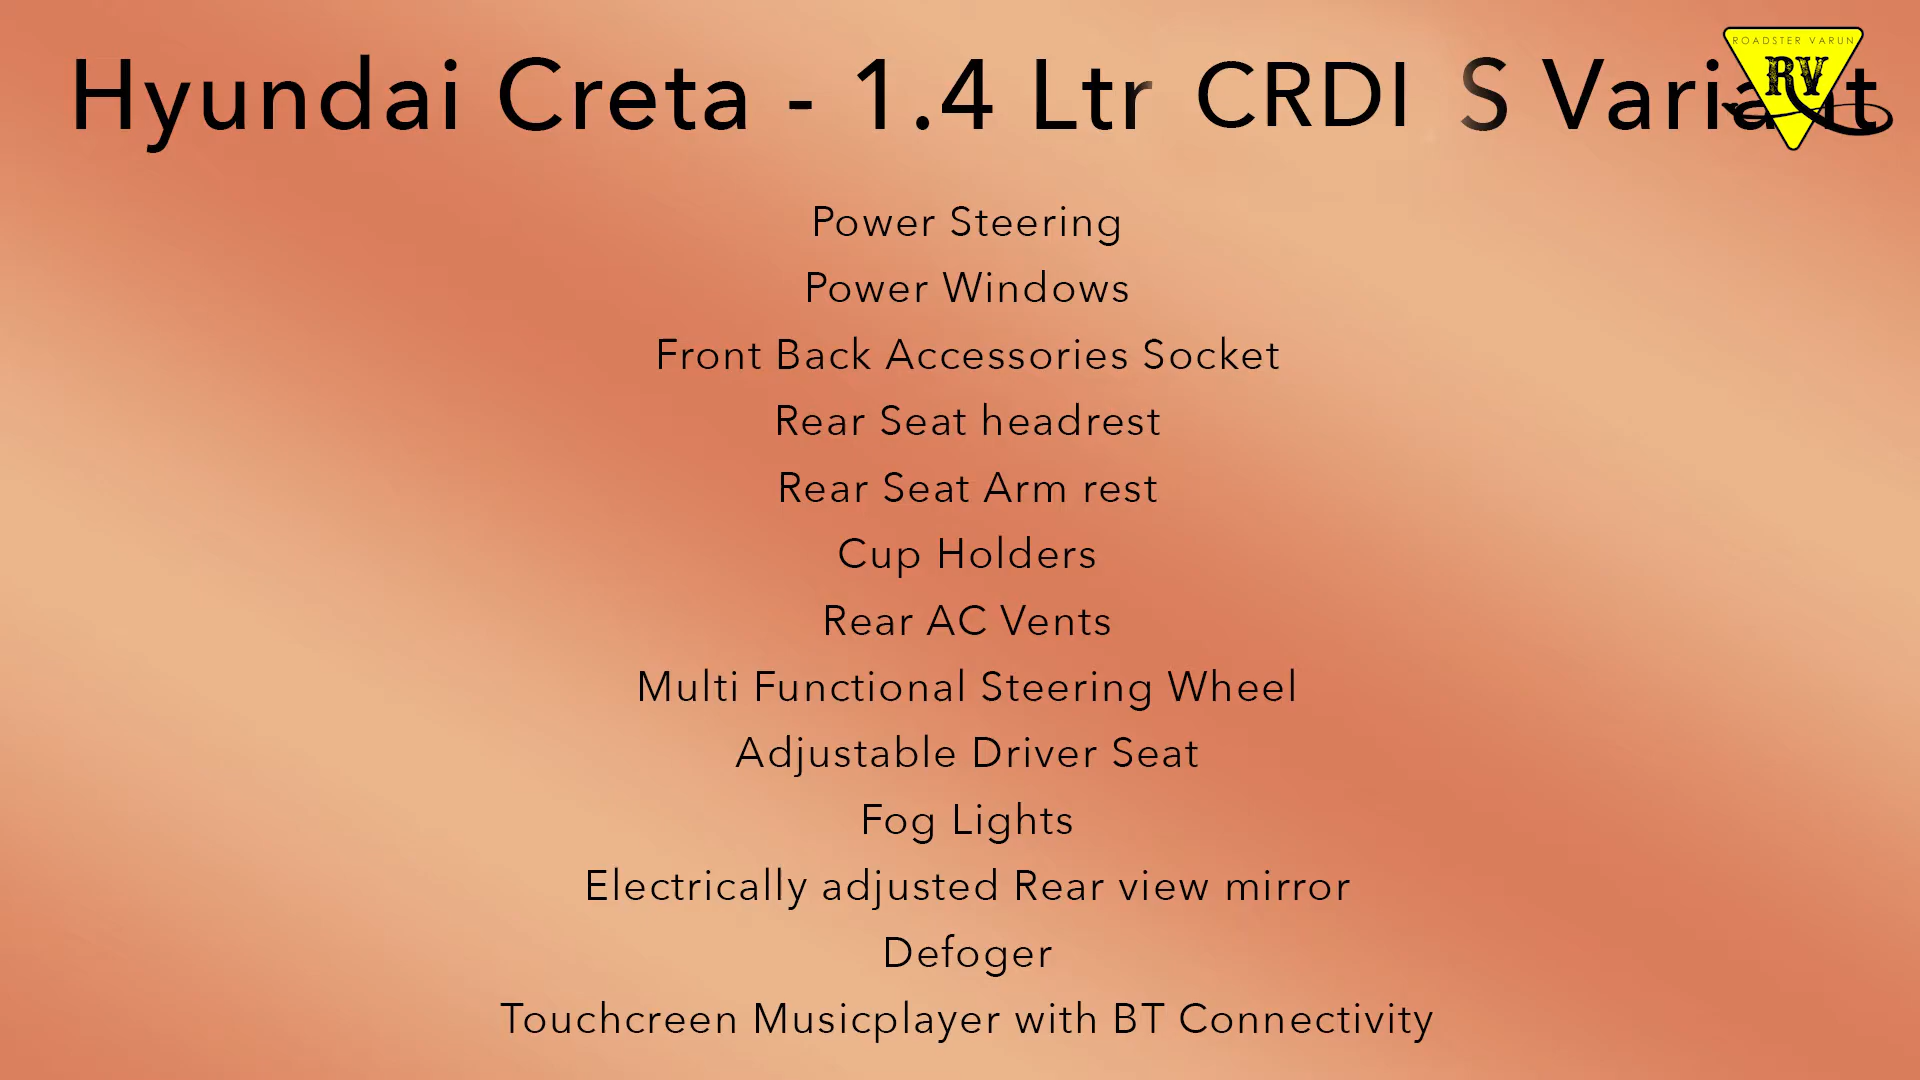 Hyundai Creta - 1.4 Ltr CRDI S Variant
ROADSTER VARUN
RV
Power Steering
Power Windows
Front Back Accessories Socket
Rear Seat headrest
Rear Seat Arm rest
Cup Holders
Rear AC Vents
Multi Functional Steering Wheel
Adjustable Driver Seat
Fog Lights
Electrically adjusted Rear view mirror
Defoger
Touchcreen Musicplayer with BT Connectivity